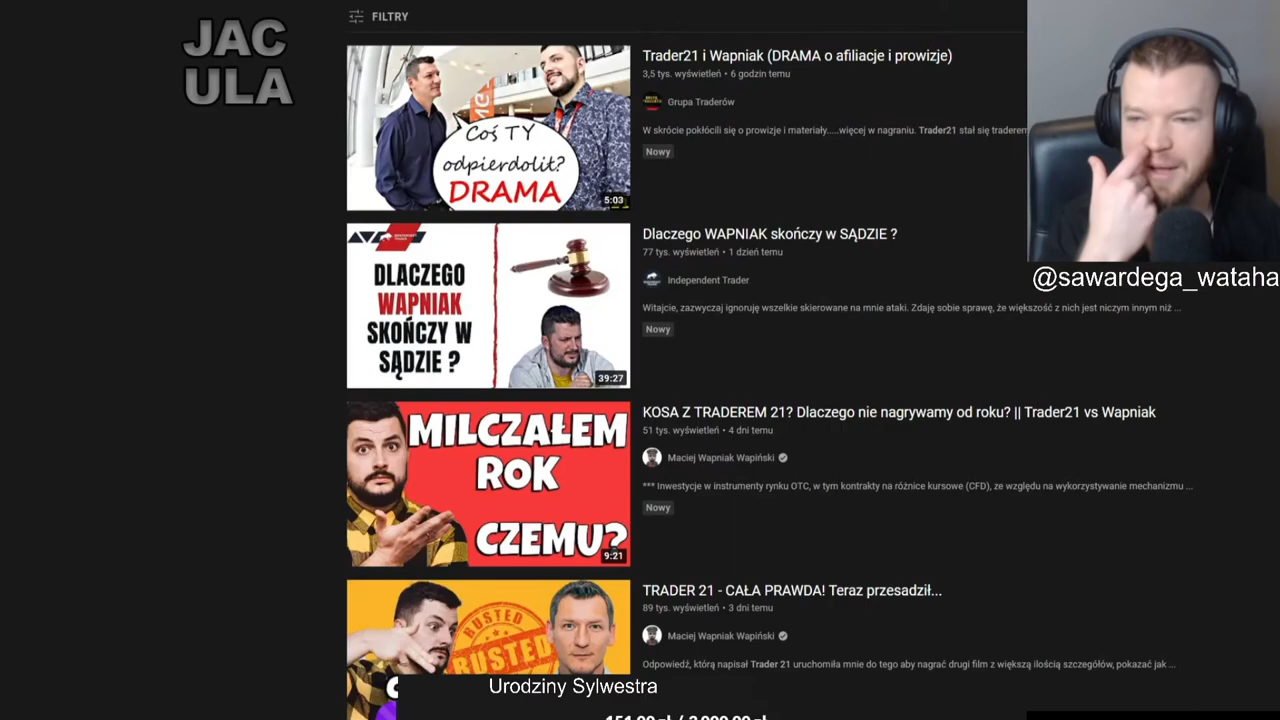 JAC
ULA
FILTRY
Coś TY
odpierdolit?
DRAMA
5:03
Trader21 i Wapniak (DRAMA o afiliacje i prowizje)
3,5 tys. wyświetleń • 6 godzin temu
Grupa Traderów
W skrócie pokłócili się o prowizje i materiały.....więcej w nagraniu. Trader21 stał się traderem
Nowy
@sawardega_wataha
DLACZEGO
WAPNIAK
SKOŃCZY W
SĄDZIE ?
39:27
Dlaczego WAPNIAK skończy w SĄDZIE ?
77 tys. wyświetleń • 1 dzień temu
Independent Trader
Witajcie, zazwyczaj ignoruję wszelkie skierowane na mnie ataki. Zdaję sobie sprawę, że większość z nich jest niczym innym niż ...
Nowy
MILCZAŁEM
ROK
CZEMU?
9:21
KOSA Z TRADEREM 21? Dlaczego nie nagrywamy od roku? || Trader21 vs Wapniak
51 tys. wyświetleń • 4 dni temu
Maciej Wapniak Wapiński
*** Inwestycje w instrumenty rynku OTC, w tym kontrakty na różnice kursowe (CFD), ze względu na wykorzystywanie mechanizmu ...
Nowy
BUSTED
BUSTED
TRADER 21 - CAŁA PRAWDA! Teraz przesadził...
89 tys. wyświetleń • 3 dni temu
Maciej Wapniak Wapiński
Odpowiedź, którą napisał Trader 21 uruchomiła mnie do tego aby nagrać drugi film z większą ilością szczegółów, pokazać jak ...
Urodziny Sylwestra